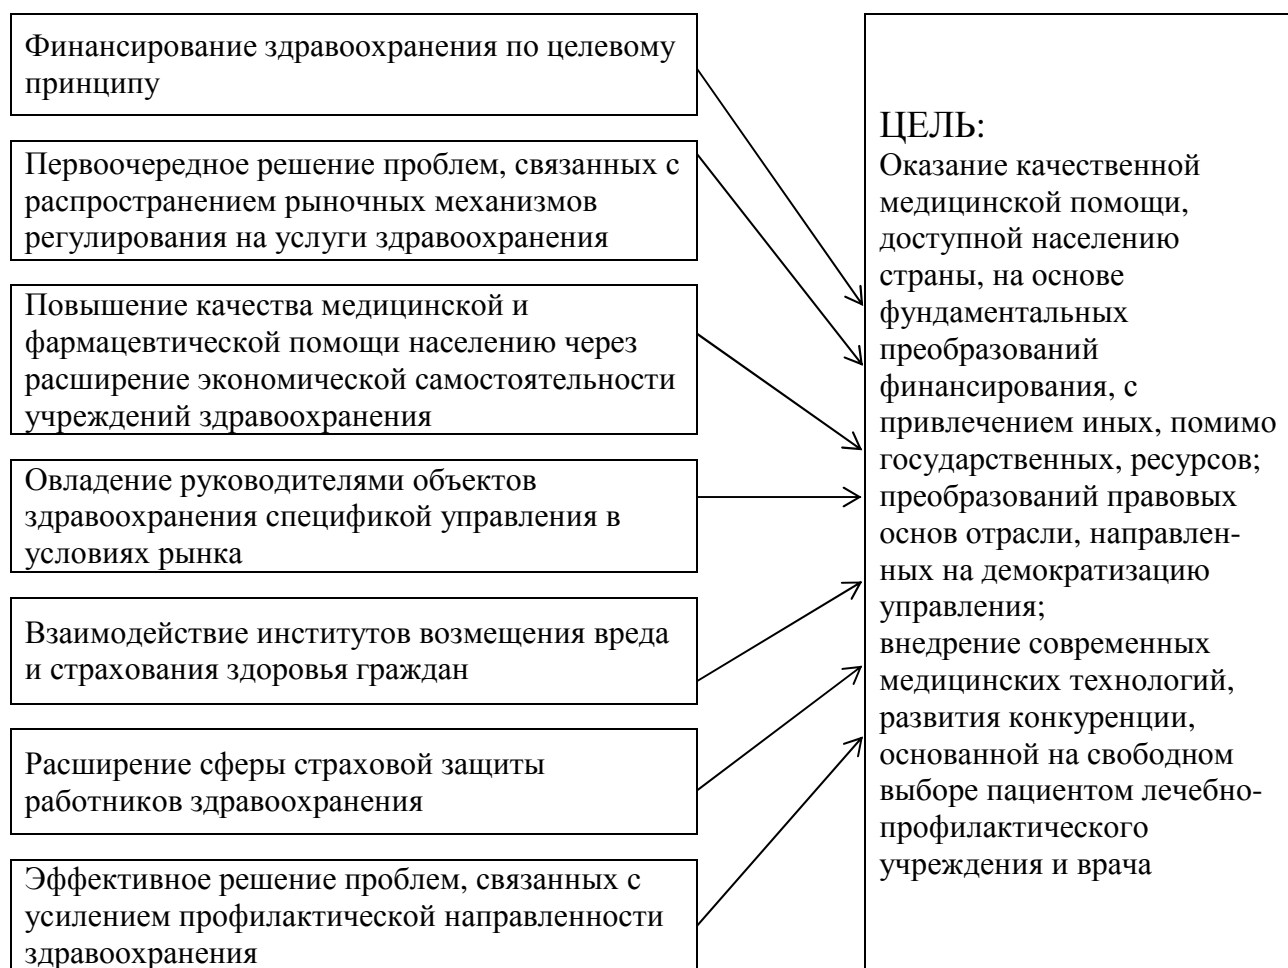 Финансирование здравоохранения по целевому
принципу
Первоочередное решение проблем, связанных с
распространением рыночных механизмов
регулирования на услуги здравоохранения
Повышение качества медицинской и
фармацевтической помощи населению через
расширение экономической самостоятельности
учреждений здравоохранения
Овладение руководителями объектов
здравоохранения спецификой управления в
условиях рынка
Взаимодействие институтов возмещения вреда
и страхования здоровья граждан
Расширение сферы страховой защиты
работников здравоохранения
Эффективное решение проблем, связанных с
усилением профилактической направленности
здравоохранения
ЦЕЛЬ:
Оказание качественной
медицинской помощи,
доступной населению
страны, на основе
фундаментальных
преобразований
финансирования, с
привлечением иных, помимо
государственных, ресурсов;
преобразований правовых
основ отрасли, направлен-
ных на демократизацию
управления;
внедрение современных
медицинских технологий,
развития конкуренции,
основанной на свободном
выборе пациентом лечебно-
профилактического
учреждения и врача